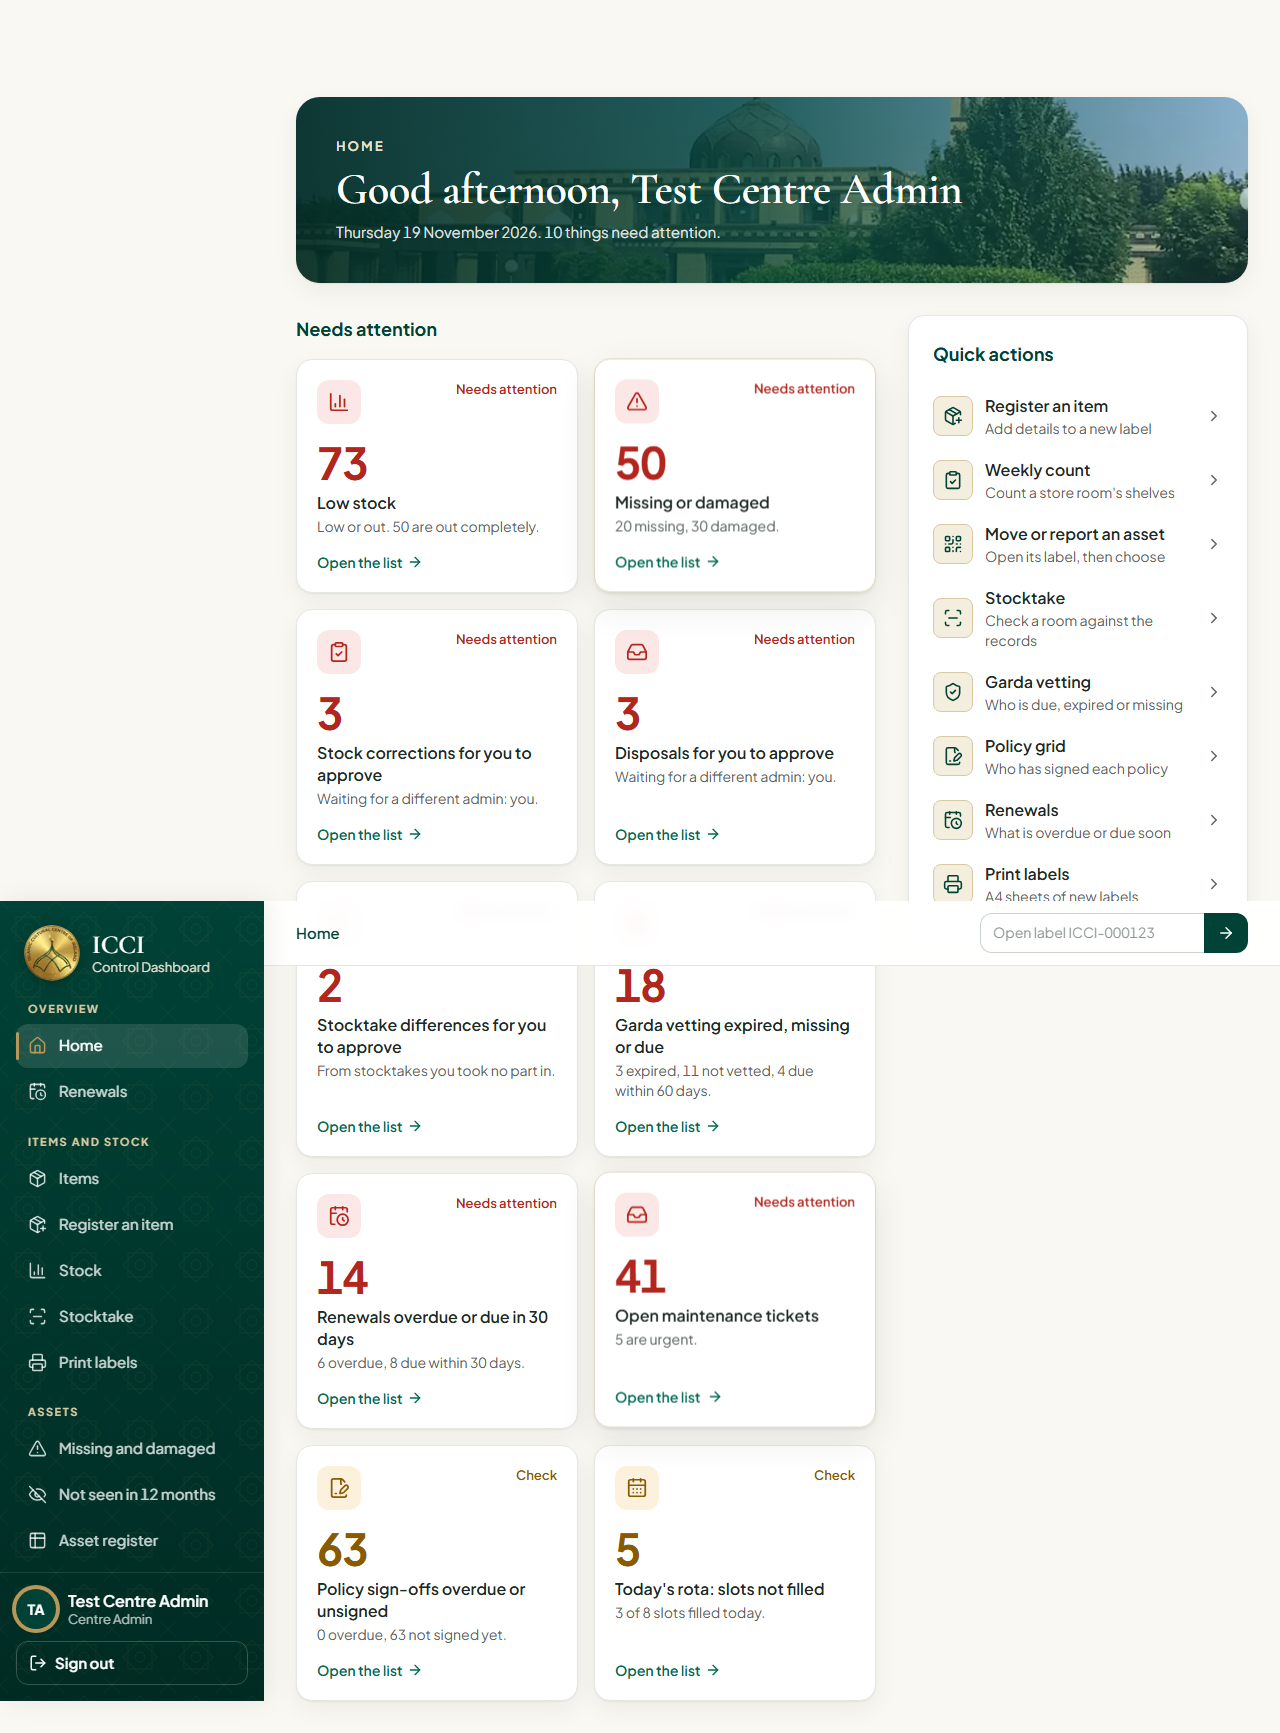 HOME
Good afternoon, Test Centre Admin
Thursday 19 November 2026. 10 things need attention.
Needs attention
Needs attention
73
Low stock
Low or out. 50 are out completely.
Open the list
Needs attention
50
Missing or damaged
20 missing, 30 damaged.
Open the list
Needs attention
3
Stock corrections for you to
approve
Waiting for a different admin: you.
Open the list
Needs attention
3
Disposals for you to approve
Waiting for a different admin: you.
Open the list
2
Stocktake differences for you
to approve
From stocktakes you took no part in.
Open the list
18
Garda vetting expired, missing
or due
3 expired, 11 not vetted, 4 due
within 60 days.
Open the list
Needs attention
14
Renewals overdue or due in 30
days
6 overdue, 8 due within 30 days.
Open the list
Needs attention
41
Open maintenance tickets
5 are urgent.
Open the list
Check
63
Policy sign-offs overdue or
unsigned
0 overdue, 63 not signed yet.
Open the list
Check
5
Today's rota: slots not filled
3 of 8 slots filled today.
Open the list
Quick actions
Register an item
Add details to a new label
Weekly count
Count a store room's shelves
Move or report an asset
Open its label, then choose
Stocktake
Check a room against the
records
Garda vetting
Who is due, expired or missing
Policy grid
Who has signed each policy
Renewals
What is overdue or due soon
Print labels
A4 sheets of new labels
Home
Open label ICCI-000123
ICCI
Control Dashboard
OVERVIEW
Home
Renewals
ITEMS AND STOCK
Items
Register an item
Stock
Stocktake
Print labels
ASSETS
Missing and damaged
Not seen in 12 months
Asset register
TA
Test Centre Admin
Centre Admin
Sign out